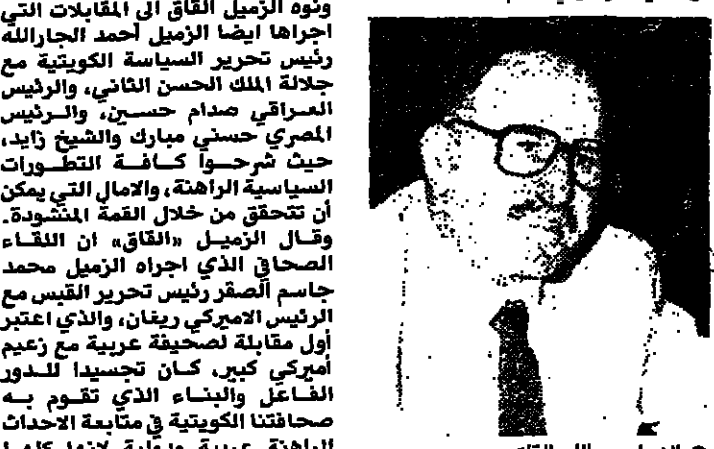 ونوه الزميل القاق الى المقابلات التي
اجراها ايضا الزميل أحمد الجارالله
رئيس تحرير السياسة الكويتية مع
جلالة الملك الحسن الثاني، والرئيس
العراقي صدام حسين، والرئيس
المصري حسني مبارك والشيخ زايد،
حيث شرحوا كافة التطورات
السياسية الراهنة، والامال التي يمكن
أن تتحقق من خلال القمة المنشودة.
وقال الزميل «القاق» ان اللقاء
الصحافي الذي اجراه الزميل محمد
جاسم الصقر رئيس تحرير القبس مع
الرئيس الاميركي ريغان، والذي اعتبر
أول مقابلة لصحيفة عربية مع زعيم
أميركي كبير، كان تجسيدا للدور
الفاعل والبناء الذي تقوم به
صحافتنا الكويتية في متابعة الاحداث